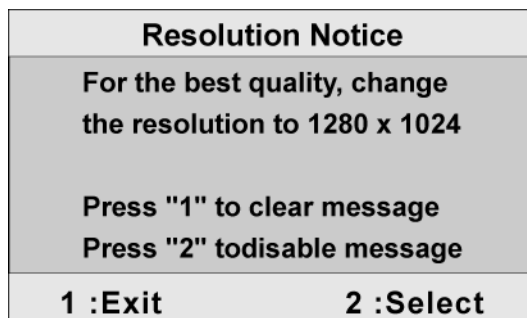 Resolution Notice
For the best quality, change
the resolution to 1280 x 1024
Press "1" to clear message
Press "2" todisable message
1 :Exit 2 :Select